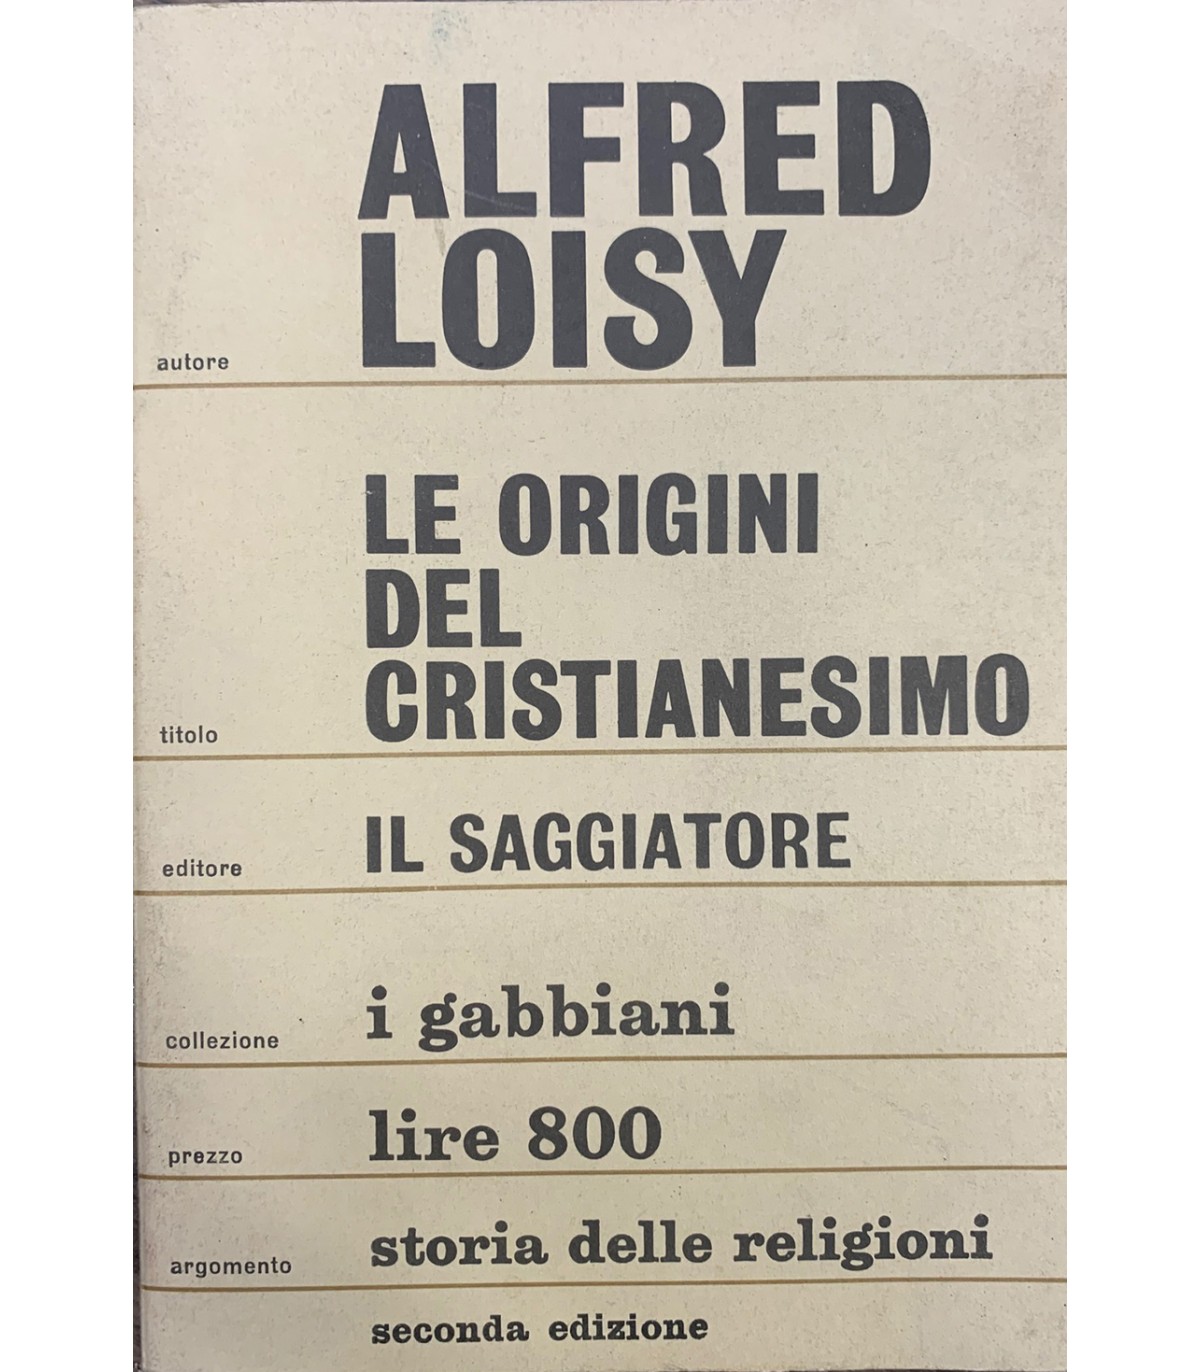 ALFRED
LOISY
autore
LE ORIGINI
DEL
CRISTIANESIMO
titolo
IL SAGGIATORE
editore
i gabbiani
collezione
lire 800
prezzo
storia delle religioni
argomento
seconda edizione